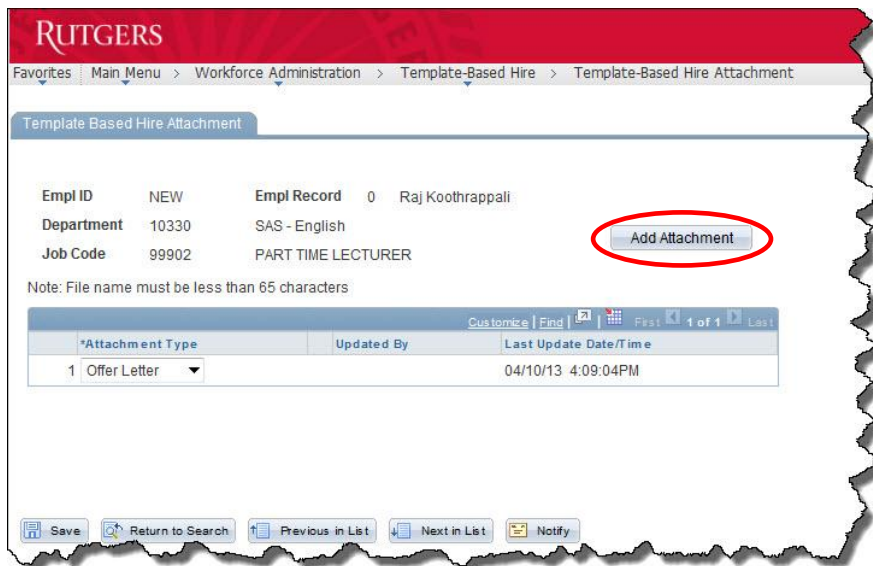 RUTGERS
Favorites Main Menu > Workforce Administration > Template-Based Hire > Template-Based Hire Attachment
Template Based Hire Attachment
Empl ID NEW Empl Record 0 Raj Koothrappali
Department 10330 SAS - English
Add Attachment
Job Code 99902 PART TIME LECTURER
Note: File name must be less than 65 characters
Customize | Find | | First 1 of 1 Last
*Attachment Type Updated By Last Update Date/Time
1 Offer Letter 04/10/13 4:09:04PM
Save Return to Search Previous in List Next in List Notify